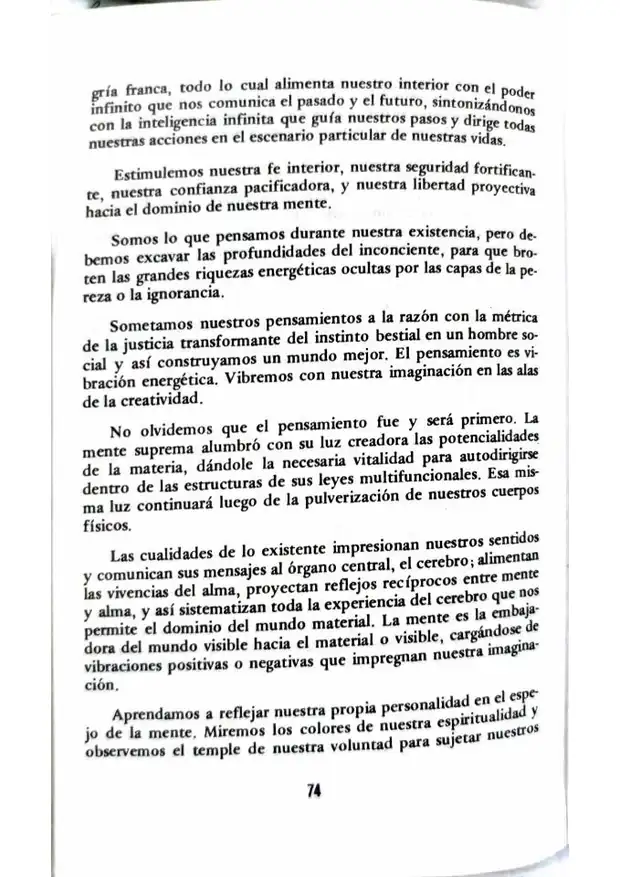 gría franca, todo lo cual alimenta nuestro interior con el poder
infinito que nos comunica el pasado y el futuro, sintonizándonos
con la inteligencia infinita que guía nuestros pasos y dirige todas
nuestras acciones en el escenario particular de nuestras vidas.
Estimulemos nuestra fe interior, nuestra seguridad fortifican-
te, nuestra confianza pacificadora, y nuestra libertad proyectiva
hacia el dominio de nuestra mente.
Somos lo que pensamos durante nuestra existencia, pero de-
bemos excavar las profundidades del inconciente, para que bro-
ten las grandes riquezas energéticas ocultas por las capas de la pe-
reza o la ignorancia.
Sometamos nuestros pensamientos a la razón con la métrica
de la justicia transformante del instinto bestial en un hombre so-
cial y así construyamos un mundo mejor. El pensamiento es vi-
bración energética. Vibremos con nuestra imaginación en las alas
de la creatividad.
No olvidemos que el pensamiento fue y será primero. La
mente suprema alumbró con su luz creadora las potencialidades
de la materia, dándole la necesaria vitalidad para autodirigirse
dentro de las estructuras de sus leyes multifuncionales. Esa mis-
ma luz continuará luego de la pulverización de nuestros cuerpos
físicos.
Las cualidades de lo existente impresionan nuestros sentidos
y comunican sus mensajes al órgano central, el cerebro; alimentan
las vivencias del alma, proyectan reflejos recíprocos entre mente
y alma, y así sistematizan toda la experiencia del cerebro que nos
permite el dominio del mundo material. La mente es la embaja-
dora del mundo visible hacia el material o visible, cargándose de
vibraciones positivas o negativas que impregnan nuestra imagina-
ción.
Aprendamos a reflejar nuestra propia personalidad en el espe-
jo de la mente. Miremos los colores de nuestra espiritualidad y
observemos el temple de nuestra voluntad para sujetar nuestros
74